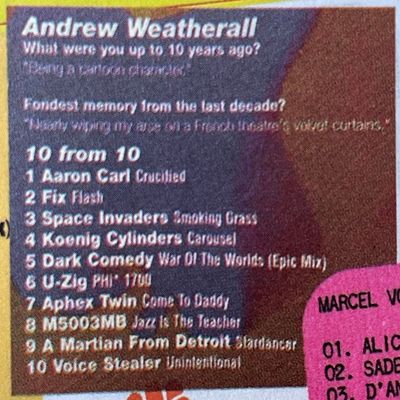 Andrew Weatherall
What were you up to 10 years ago?
"Being a cartoon character."
Fondest memory from the last decade?
"Nearly wiping my arse on a French theatre's velvet curtains."
10 from 10
1 Aaron Carl Crucified
2 Fix Flash
3 Space Invaders Smoking Grass
4 Koenig Cylinders Carousel
5 Dark Comedy War Of The Worlds (Epic Mix)
6 U-Zig PHI* 1700
7 Aphex Twin Come To Daddy
8 M5003MB Jazz Is The Teacher
9 A Martian From Detroit Stardancer
10 Voice Stealer Unintentional
MARCEL VO
01. ALIC
02. SADE
03. D'AN